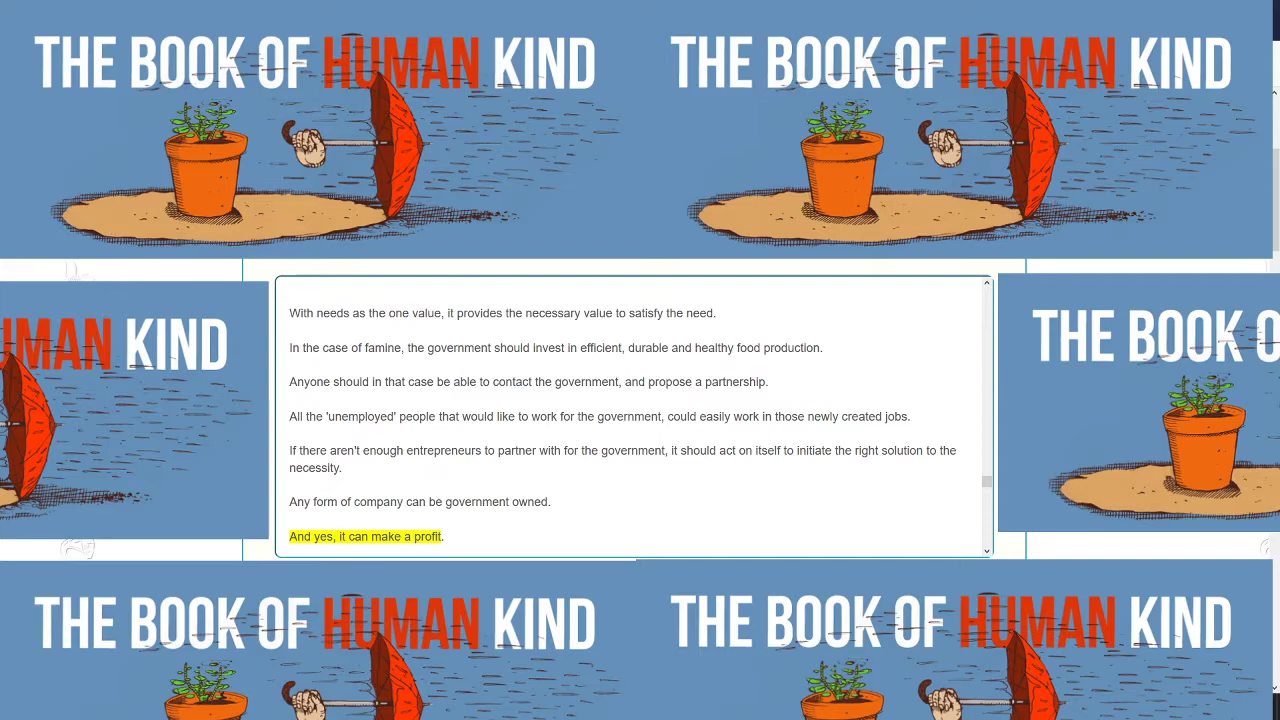 THE BOOK OF HUMAN KIND
THE BOOK OF HUMAN KIND
With needs as the one value, it provides the necessary value to satisfy the need.
In the case of famine, the government should invest in efficient, durable and healthy food production.
Anyone should in that case be able to contact the government, and propose a partnership.
All the 'unemployed' people that would like to work for the government, could easily work in those newly created jobs.
If there aren't enough entrepreneurs to partner with for the government, it should act on itself to initiate the right solution to the
necessity.
Any form of company can be government owned.
And yes, it can make a profit.
UMAN KIND
THE BOOK O
THE BOOK OF HUMAN KIND
THE BOOK OF HUMAN KIND